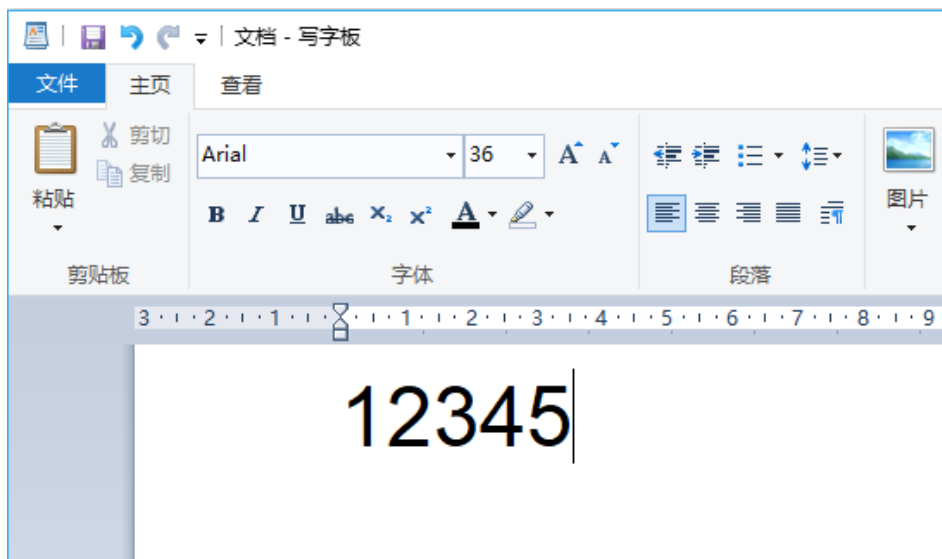 文档 - 写字板
文件 主页 查看
粘贴 剪切 复制
Arial 36 A A
B I U abc X₂ X² A
图片
剪贴板 字体 段落
3 2 1 1 2 3 4 5 6 7 8 9
12345